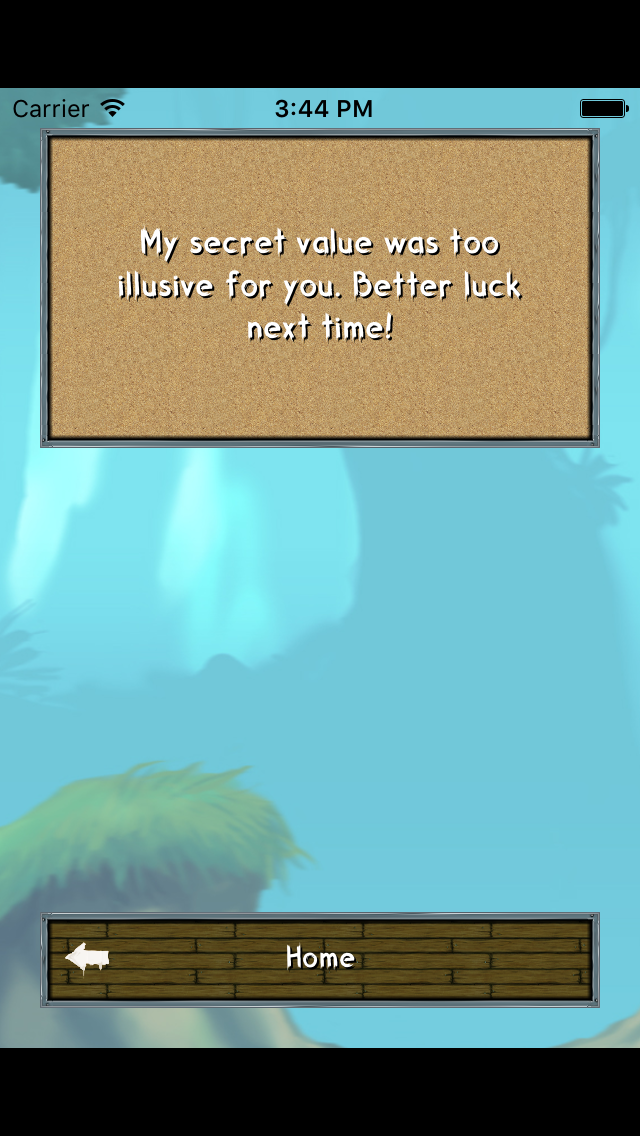 Carrier 3:44 PM
My secret value was too
illusive for you. Better luck
next time!
Home